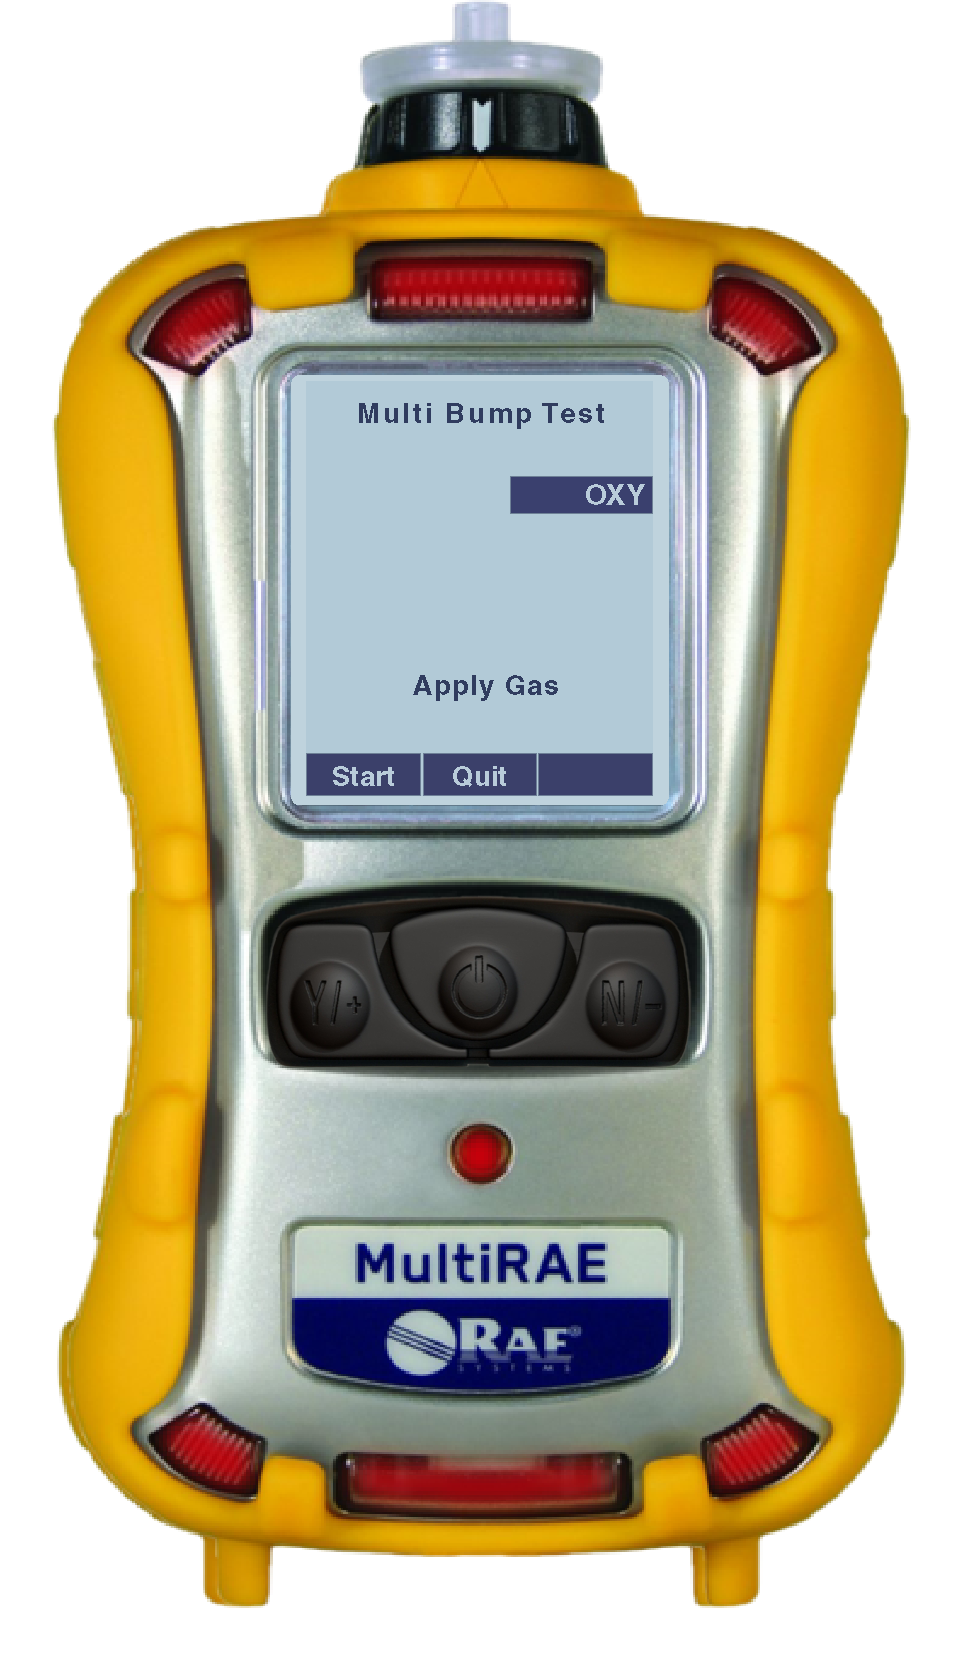 Multi Bump Test
OXY
Apply Gas
Start Quit
Y/+ N/-
MultiRAE
RAE®
SYSTEMS